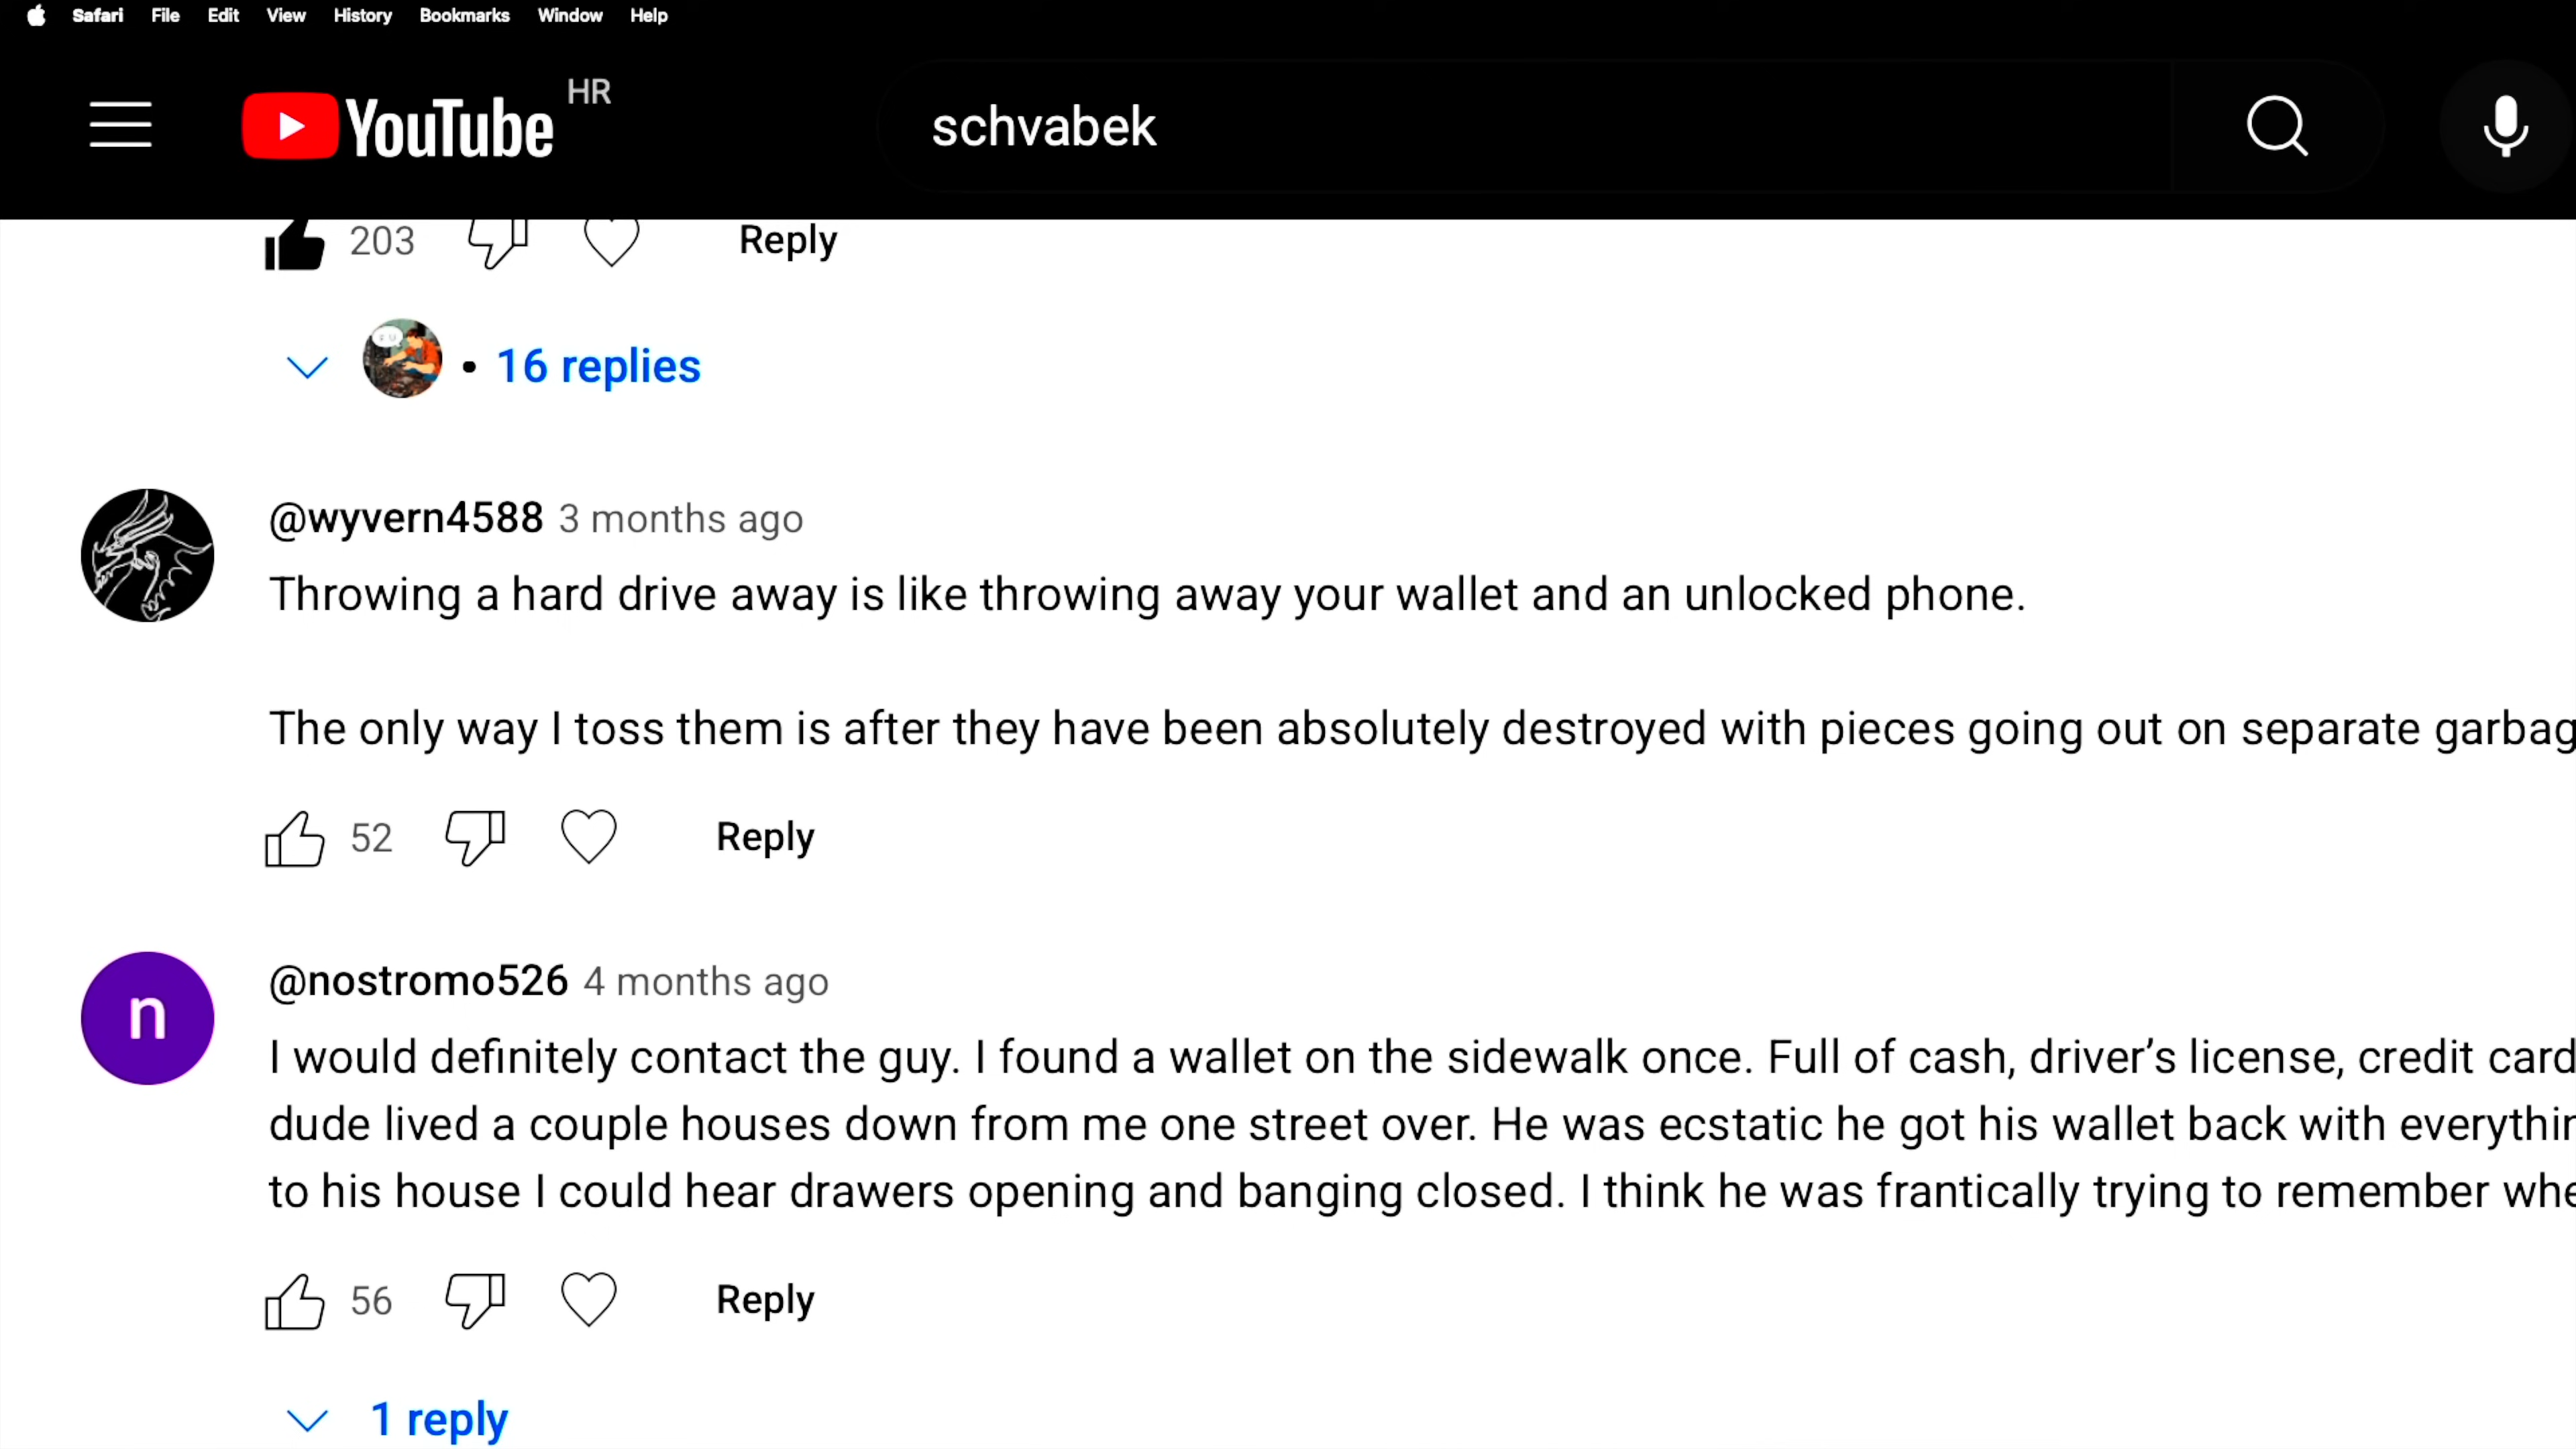 Safari File Edit View History Bookmarks Window Help
YouTube HR
schvabek
203 Reply
• 16 replies
@wyvern4588 3 months ago
Throwing a hard drive away is like throwing away your wallet and an unlocked phone.
The only way I toss them is after they have been absolutely destroyed with pieces going out on separate garbag
52 Reply
n
@nostromo526 4 months ago
I would definitely contact the guy. I found a wallet on the sidewalk once. Full of cash, driver’s license, credit card
dude lived a couple houses down from me one street over. He was ecstatic he got his wallet back with everythin
to his house I could hear drawers opening and banging closed. I think he was frantically trying to remember whe
56 Reply
1 reply